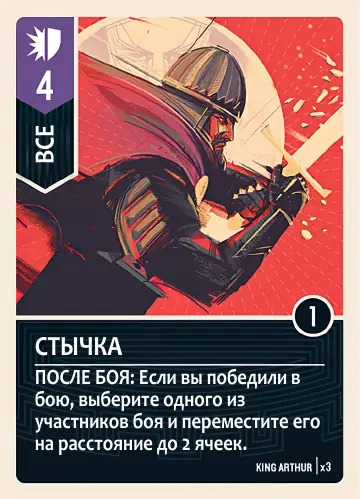 4
ВСЕ
1
СТЫЧКА
ПОСЛЕ БОЯ: Если вы победили в
бою, выберите одного из
участников боя и переместите его
на расстояние до 2 ячеек.
KING ARTHUR | x3